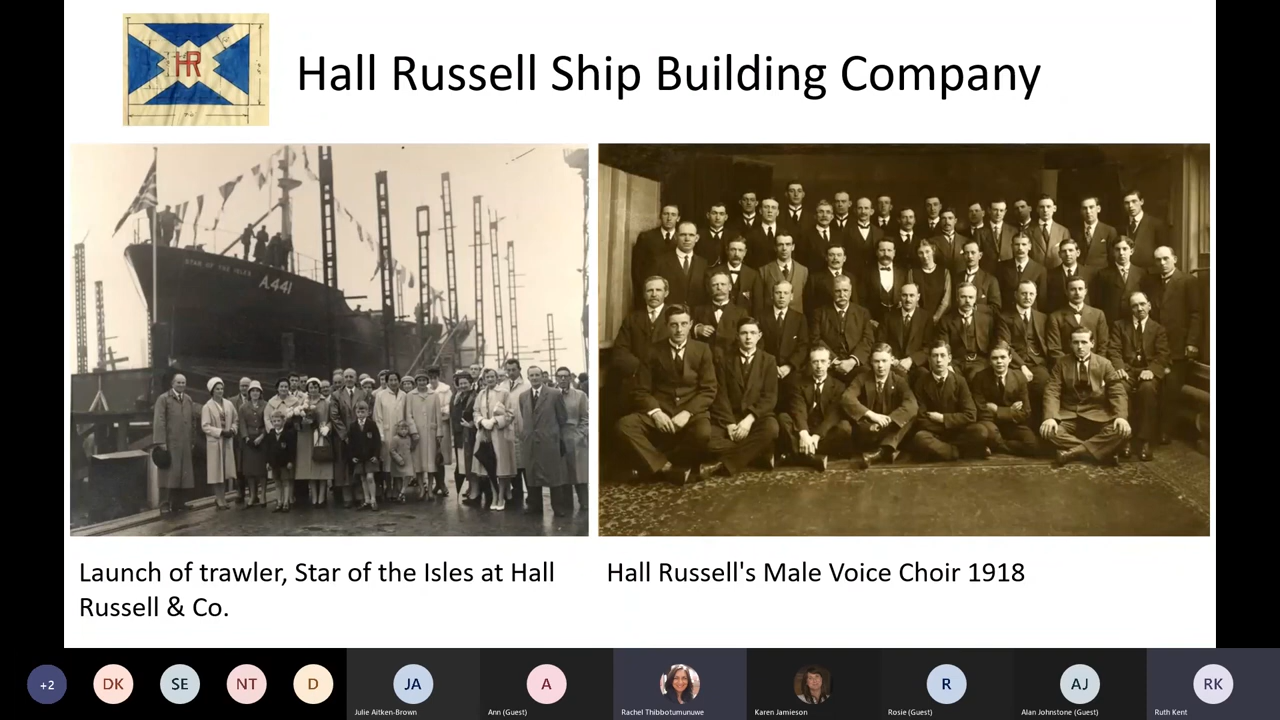 HR
Hall Russell Ship Building Company
STAR OF THE ISLES
A441
Launch of trawler, Star of the Isles at Hall
Russell & Co.
Hall Russell's Male Voice Choir 1918
+2
DK
SE
NT
D
JA
Julie Aitken-Brown
A
Ann (Guest)
Rachel Thibbotumunuwe
Karen Jamieson
R
Rosie (Guest)
AJ
Alan Johnstone (Guest)
RK
Ruth Kent